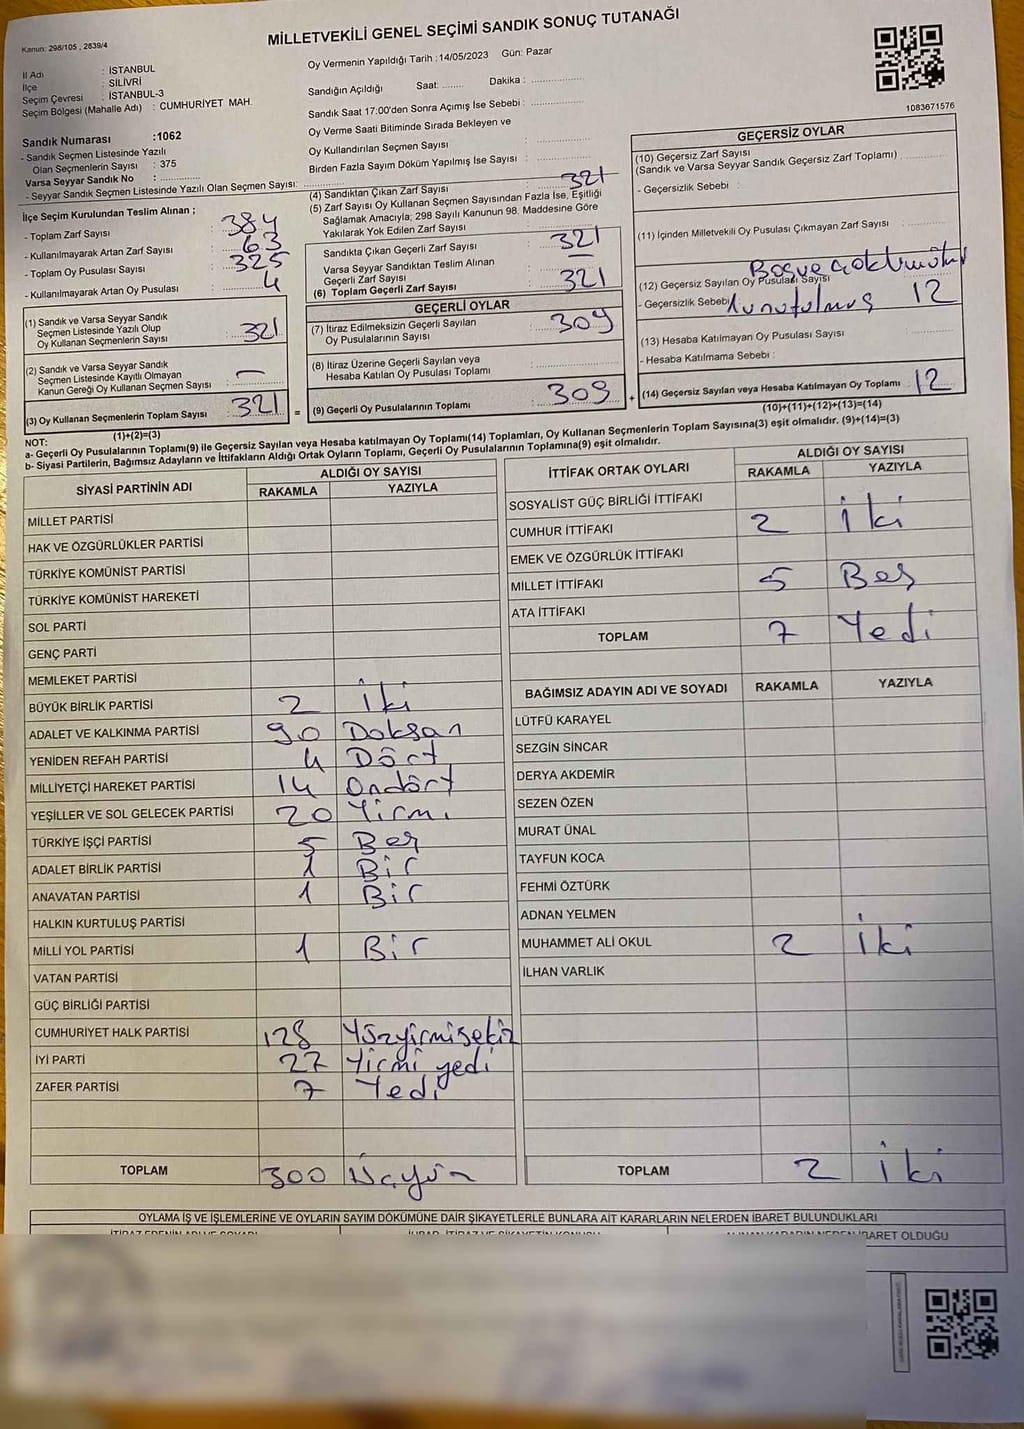 Kanun: 298/105 , 2839/4
MİLLETVEKİLİ GENEL SEÇİMİ SANDIK SONUÇ TUTANAĞI
İl Adı : İSTANBUL
İlçe : SİLİVRİ
Seçim Çevresi : İSTANBUL-3
Seçim Bölgesi (Mahalle Adı) : CUMHURİYET MAH.
Sandık Numarası :1062
- Sandık Seçmen Listesinde Yazılı
Olan Seçmenlerin Sayısı : 375
Varsa Seyyar Sandık No : ..............
- Seyyar Sandık Seçmen Listesinde Yazılı Olan Seçmen Sayısı:
Oy Vermenin Yapıldığı Tarih :14/05/2023 Gün: Pazar
Sandığın Açıldığı Saat: ........ Dakika : ................
Sandık Saat 17:00'den Sonra Açılmış İse Sebebi : ................
Oy Verme Saati Bitiminde Sırada Bekleyen ve
Oy Kullandırılan Seçmen Sayısı
Birden Fazla Sayım Döküm Yapılmış İse Sayısı
1083671576
İlçe Seçim Kurulundan Teslim Alınan ;
- Toplam Zarf Sayısı : 384
- Kullanılmayarak Artan Zarf Sayısı : 63
- Toplam Oy Pusulası Sayısı : 325
- Kullanılmayarak Artan Oy Pusulası : 4
(1) Sandık ve Varsa Seyyar Sandık
Seçmen Listesinde Yazılı Olup
Oy Kullanan Seçmenlerin Sayısı : 321
(2) Sandık ve Varsa Seyyar Sandık
Seçmen Listesinde Kayıtlı Olmayan
Kanun Gereği Oy Kullanan Seçmen Sayısı : —
(3) Oy Kullanan Seçmenlerin Toplam Sayısı : 321
(1)+(2)=(3)
(4) Sandıktan Çıkan Zarf Sayısı : 321
(5) Zarf Sayısı Oy Kullanan Seçmen Sayısından Fazla İse, Eşitliği
Sağlamak Amacıyla; 298 Sayılı Kanunun 98. Maddesine Göre
Yakılarak Yok Edilen Zarf Sayısı
Sandıkta Çıkan Geçerli Zarf Sayısı : 321
Varsa Seyyar Sandıktan Teslim Alınan
Geçerli Zarf Sayısı : —
(6) Toplam Geçerli Zarf Sayısı : 321
GEÇERLİ OYLAR
(7) İtiraz Edilmeksizin Geçerli Sayılan
Oy Pusulalarının Sayısı : 309
(8) İtiraz Üzerine Geçerli Sayılan veya
Hesaba Katılan Oy Pusulası Toplamı
= (9) Geçerli Oy Pusulalarının Toplamı : 309
GEÇERSİZ OYLAR
(10) Geçersiz Zarf Sayısı
(Sandık ve Varsa Seyyar Sandık Geçersiz Zarf Toplamı)
- Geçersizlik Sebebi :
(11) İçinden Milletvekili Oy Pusulası Çıkmayan Zarf Sayısı
(12) Geçersiz Sayılan Oy Pusulası Sayısı
- Geçersizlik Sebebi 12
(13) Hesaba Katılmayan Oy Pusulası Sayısı
- Hesaba Katılmama Sebebi :
+ (14) Geçersiz Sayılan veya Hesaba Katılmayan Oy Toplamı : 12
(10)+(11)+(12)+(13)=(14)
NOT:
a- Geçerli Oy Pusulasının Toplamı(9) ile Geçersiz Sayılan veya Hesaba katılmayan Oy Toplamı(14) Toplamları, Oy Kullanan Seçmenlerin Toplam Sayısına(3) eşit olmalıdır. (9)+(14)=(3)
b- Siyasi Partilerin, Bağımsız Adayların ve İttifakların Aldığı Ortak Oyların Toplamı, Geçerli Oy Pusulalarının Toplamına(9) eşit olmalıdır.
SİYASİ PARTİNİN ADI ALDIĞI OY SAYISI
RAKAMLA YAZIYLA
MİLLET PARTİSİ
HAK VE ÖZGÜRLÜKLER PARTİSİ
TÜRKİYE KOMÜNİST PARTİSİ
TÜRKİYE KOMÜNİST HAREKETİ
SOL PARTİ
GENÇ PARTİ
MEMLEKET PARTİSİ
BÜYÜK BİRLİK PARTİSİ 2 İki
ADALET VE KALKINMA PARTİSİ 90 Doksan
YENİDEN REFAH PARTİSİ 4 Dört
MİLLİYETÇİ HAREKET PARTİSİ 14 Ondört
YEŞİLLER VE SOL GELECEK PARTİSİ 20 Yirmi
TÜRKİYE İŞÇİ PARTİSİ 5 Beş
ADALET BİRLİK PARTİSİ 1 Bir
ANAVATAN PARTİSİ 1 Bir
HALKIN KURTULUŞ PARTİSİ
MİLLİ YOL PARTİSİ 1 Bir
VATAN PARTİSİ
GÜÇ BİRLİĞİ PARTİSİ
CUMHURİYET HALK PARTİSİ 128 Yüzyirmisekiz
İYİ PARTİ 27 Yirmi yedi
ZAFER PARTİSİ 7 Yedi
TOPLAM 300 Üçyüz
İTTİFAK ORTAK OYLARI ALDIĞI OY SAYISI
RAKAMLA YAZIYLA
SOSYALİST GÜÇ BİRLİĞİ İTTİFAKI
CUMHUR İTTİFAKI 2 İki
EMEK VE ÖZGÜRLÜK İTTİFAKI
MİLLET İTTİFAKI 5 Beş
ATA İTTİFAKI
TOPLAM 7 Yedi
BAĞIMSIZ ADAYIN ADI VE SOYADI RAKAMLA YAZIYLA
LÜTFÜ KARAYEL
SEZGİN SİNCAR
DERYA AKDEMİR
SEZEN ÖZEN
MURAT ÜNAL
TAYFUN KOCA
FEHMİ ÖZTÜRK
ADNAN YELMEN
MUHAMMET ALİ OKUL 2 İki
İLHAN VARLIK
TOPLAM 2 İki
OYLAMA İŞ VE İŞLEMLERİNE VE OYLARIN SAYIM DÖKÜMÜNE DAİR ŞİKAYETLERLE BUNLARA AİT KARARLARIN NELERDEN İBARET BULUNDUKLARI
İBARET OLDUĞU